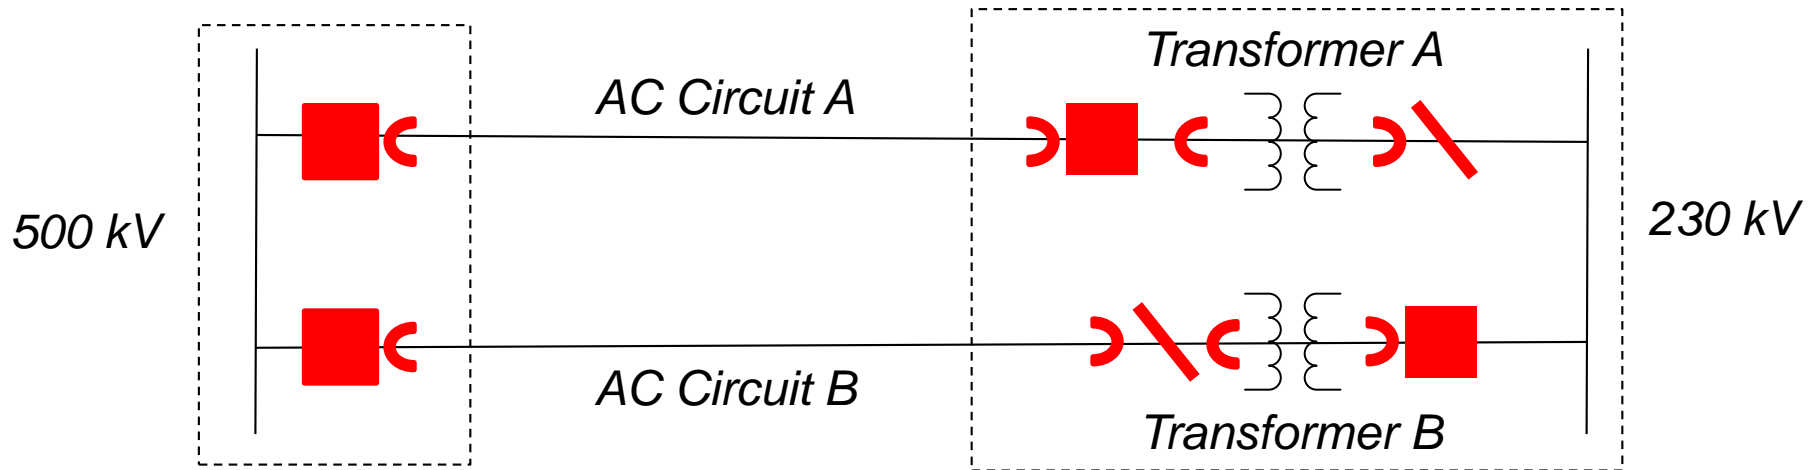 Transformer A
AC Circuit A
500 kV
230 kV
AC Circuit B
Transformer B